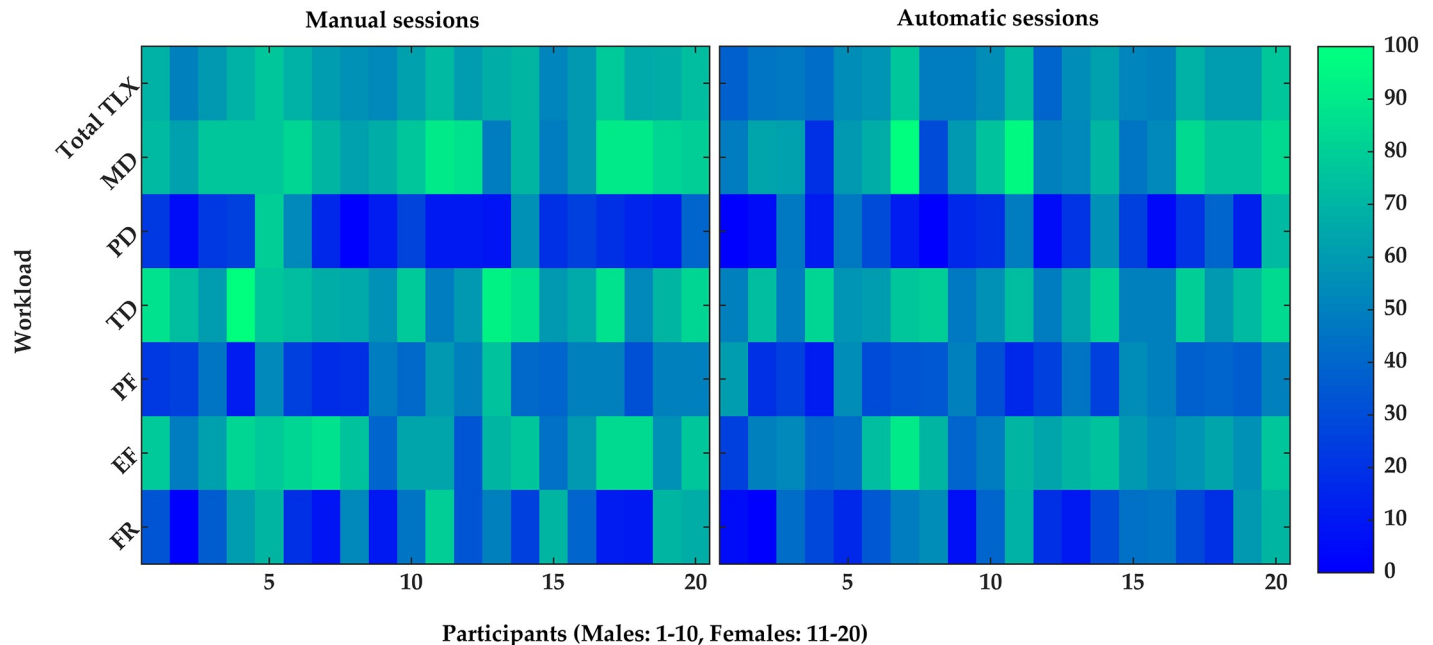 Manual sessions
Automatic sessions
Workload
Total TLX
MD
PD
TD
PF
EF
FR
5 10 15 20
5 10 15 20
100
90
80
70
60
50
40
30
20
10
0
Participants (Males: 1-10, Females: 11-20)